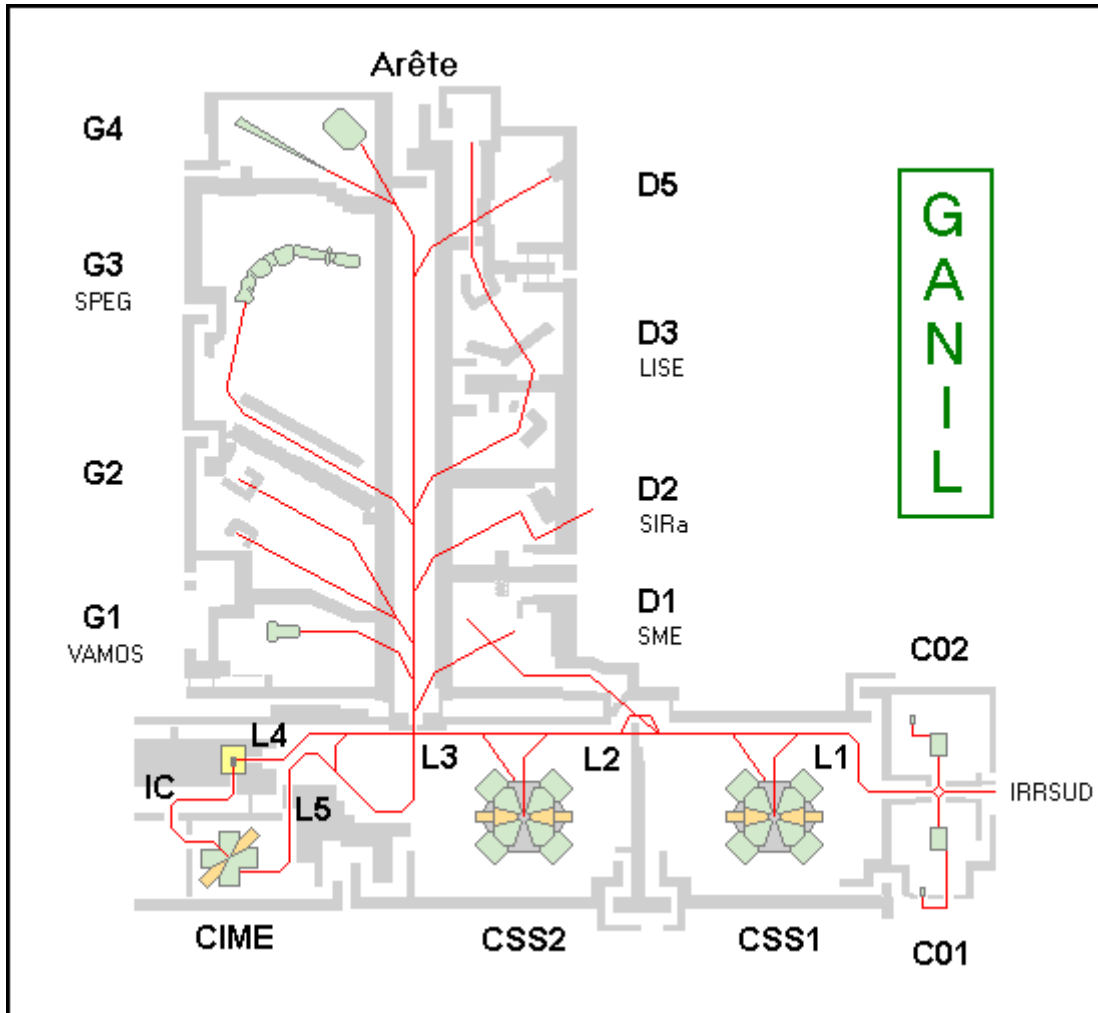 Arête
G4
D5
G
A
N
I
L
G3
SPEG
D3
LISE
G2
D2
SIRa
G1
VAMOS
D1
SME
C02
L4
L3
L2
L1
IC
L5
IRRSUD
CIME
CSS2
CSS1
C01